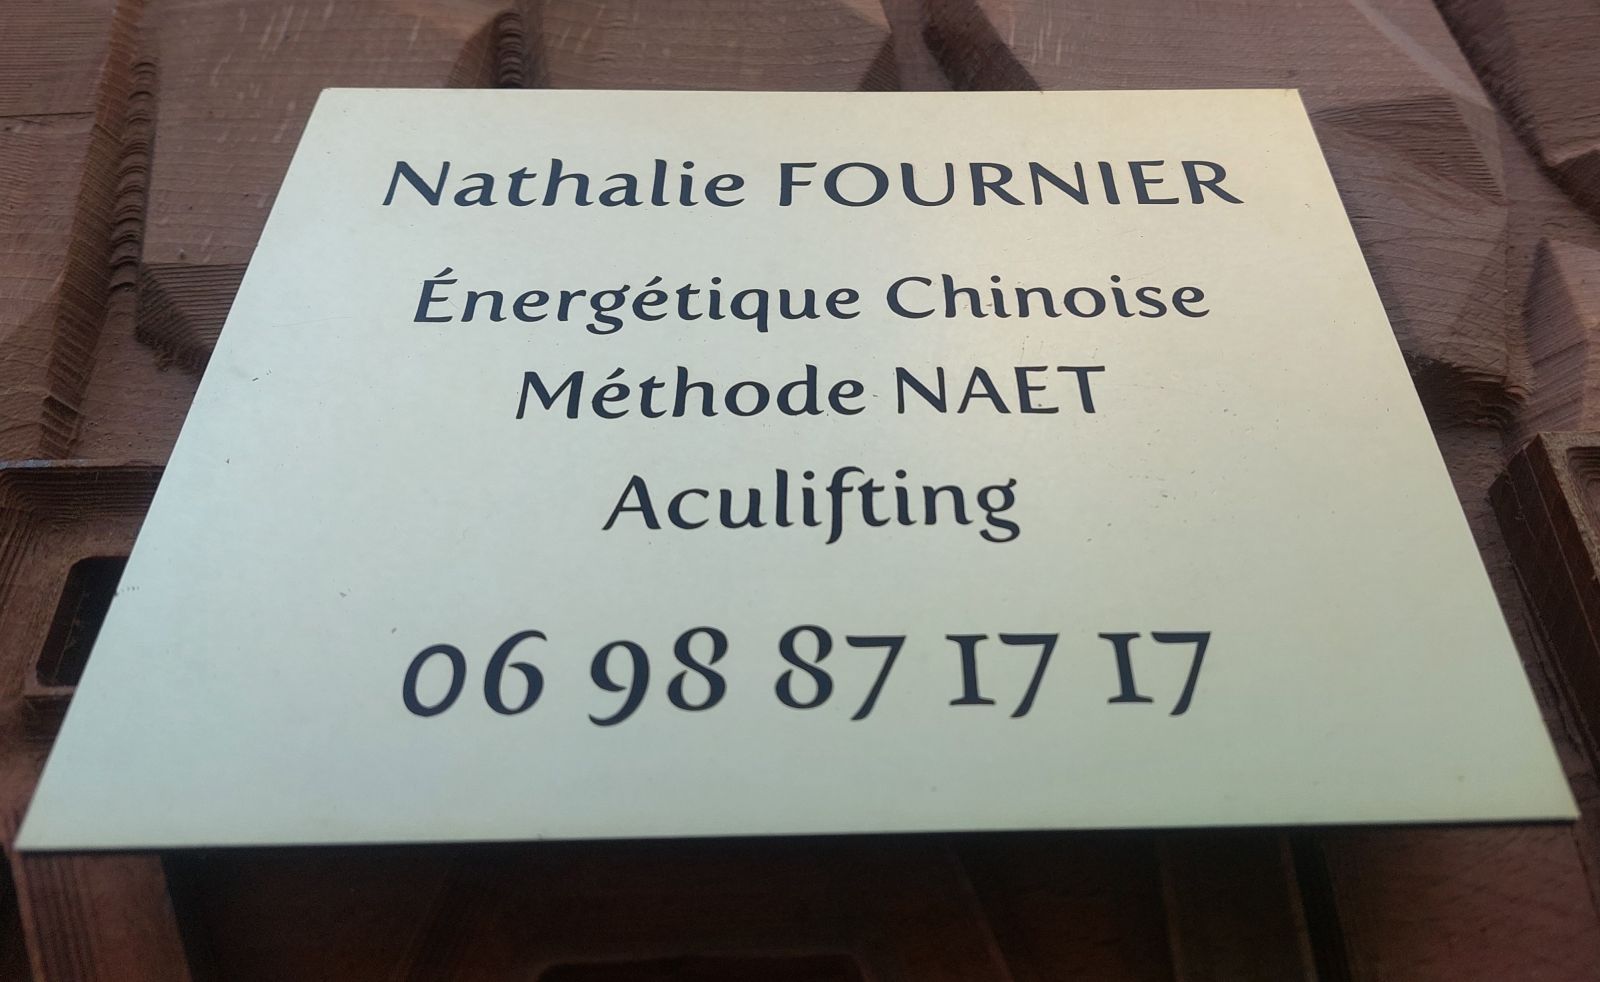 Nathalie FOURNIER
Énergétique Chinoise
Méthode NAET
Aculifting
06 98 87 17 17